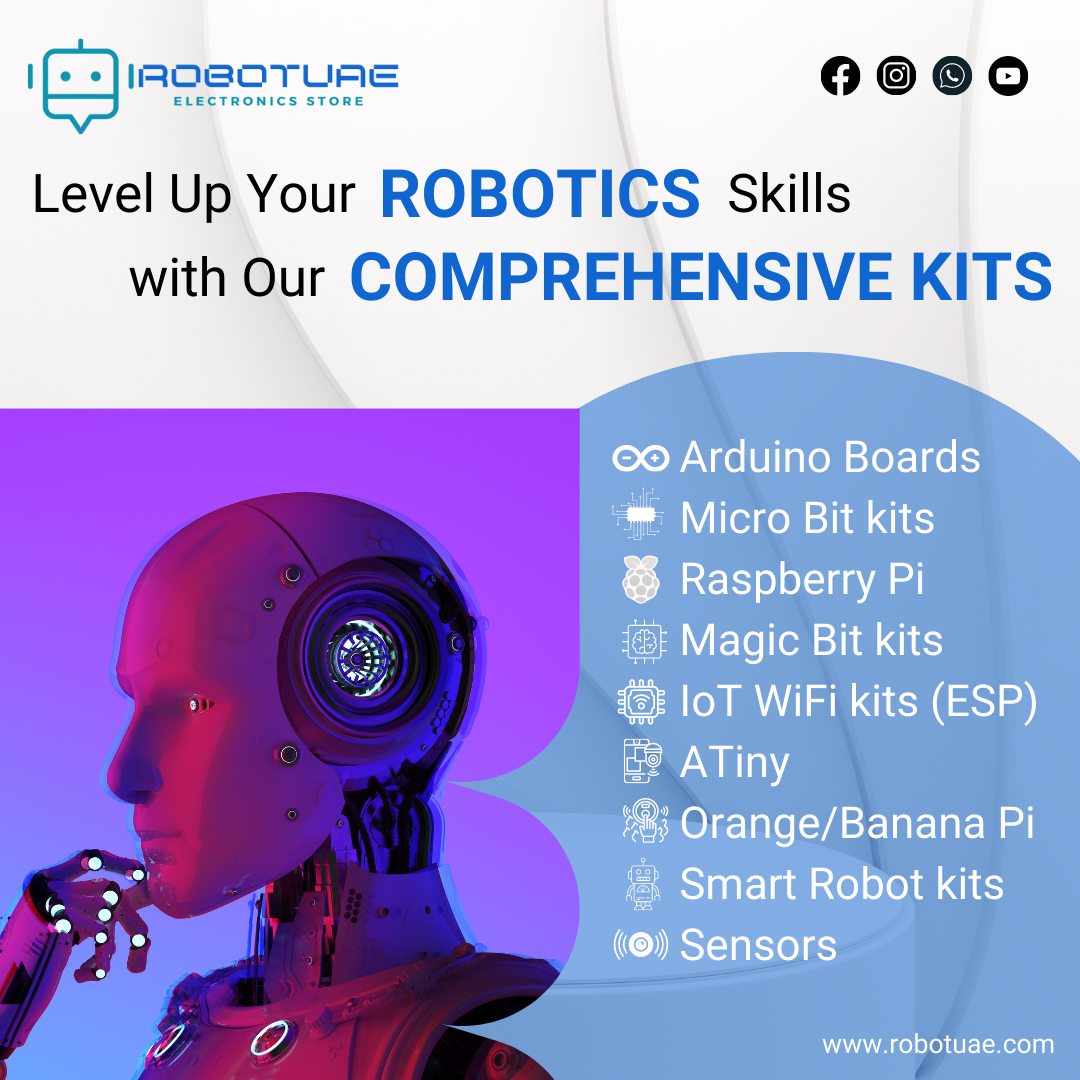 ROBOTUAE
ELECTRONICS STORE
Level Up Your ROBOTICS Skills
with Our COMPREHENSIVE KITS
Arduino Boards
Micro Bit kits
Raspberry Pi
Magic Bit kits
IoT WiFi kits (ESP)
ATiny
Orange/Banana Pi
Smart Robot kits
Sensors
www.robotuae.com